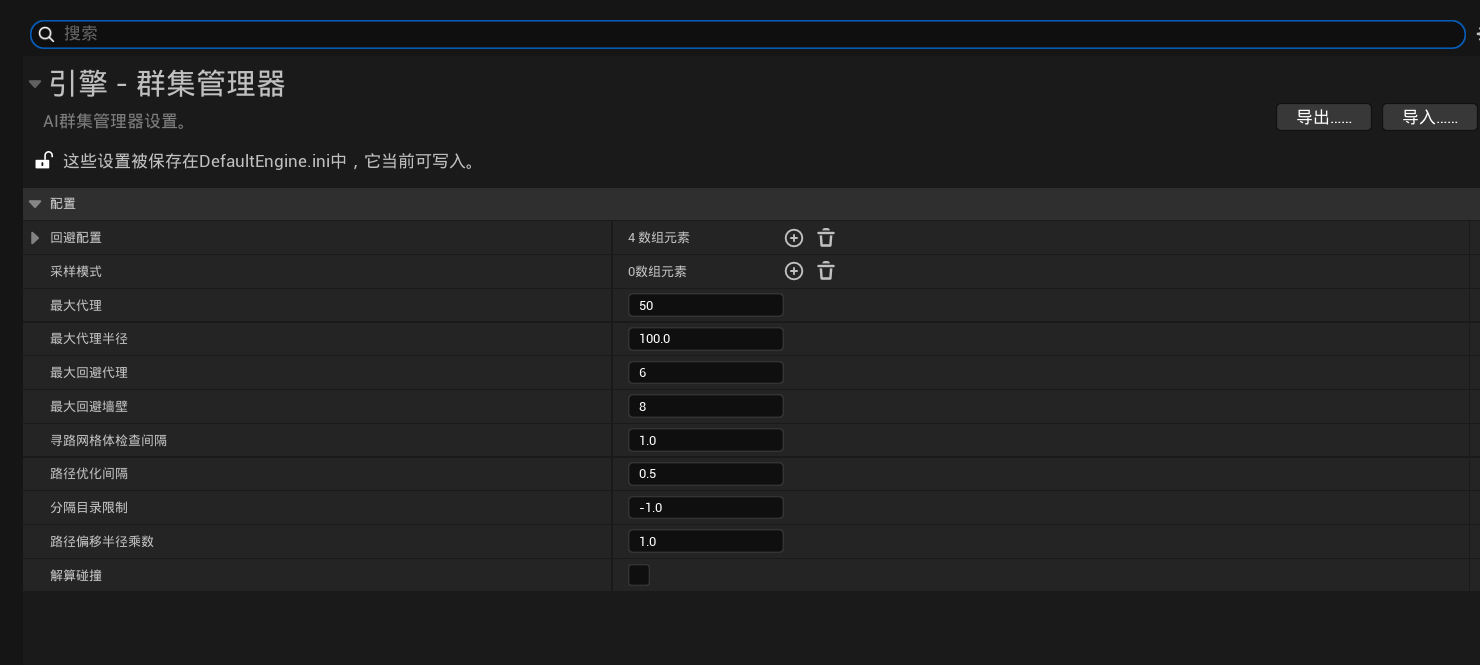 搜索
引擎 - 群集管理器
AI群集管理器设置。
导出...... 导入......
这些设置被保存在DefaultEngine.ini中，它当前可写入。
配置
回避配置 4 数组元素
采样模式 0数组元素
最大代理 50
最大代理半径 100.0
最大回避代理 6
最大回避墙壁 8
寻路网格体检查间隔 1.0
路径优化间隔 0.5
分隔目录限制 -1.0
路径偏移半径乘数 1.0
解算碰撞